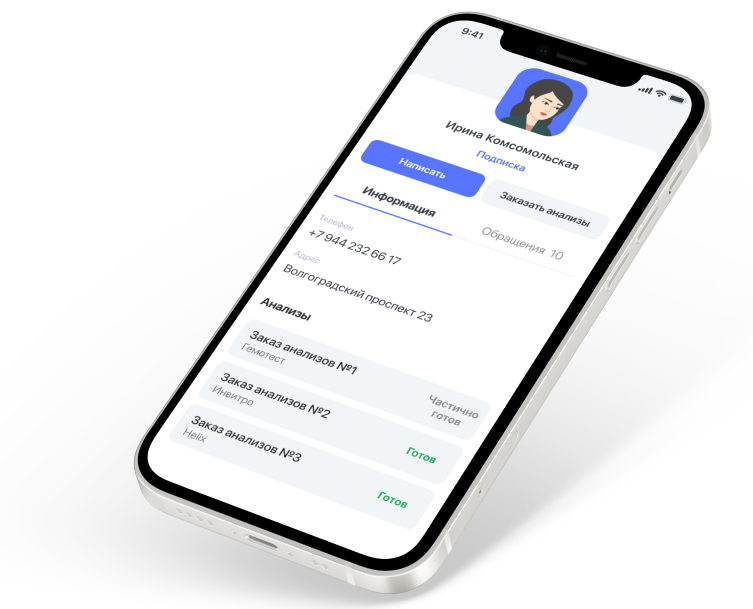 9:41
Ирина Комсомольская
Подписка
Написать
Заказать анализы
Информация
Обращения 10
Телефон
+7 944 232 66 17
Адрес
Волгоградский проспект 23
Анализы
Заказ анализов №1
Гемотест
Частично
готов
Заказ анализов №2
Инвитро
Готов
Заказ анализов №3
Helix
Готов